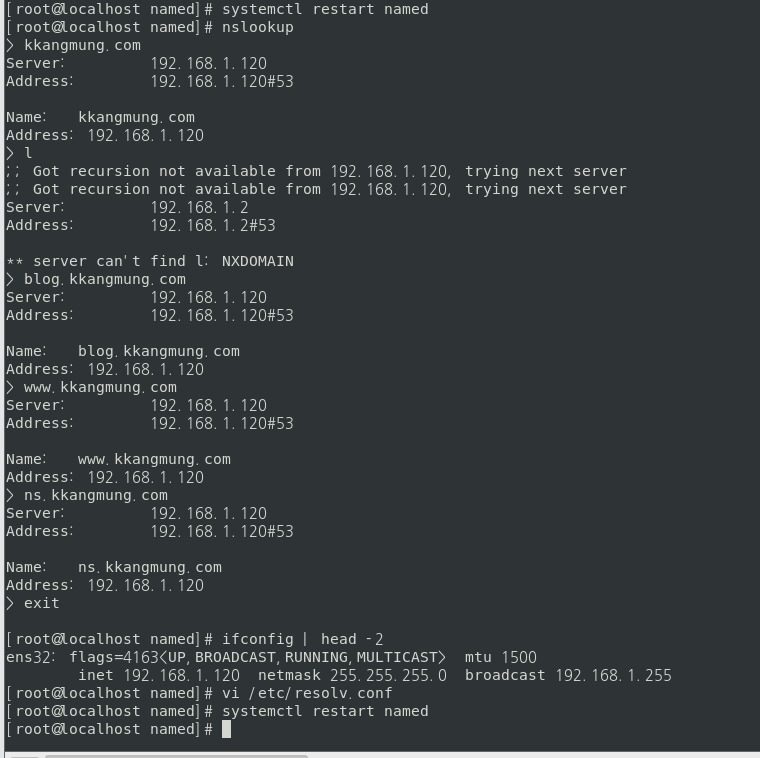 [root@localhost named]# systemctl restart named
[root@localhost named]# nslookup
> kkangmung.com
Server:		192.168.1.120
Address:	192.168.1.120#53

Name:	kkangmung.com
Address: 192.168.1.120
> l
;; Got recursion not available from 192.168.1.120, trying next server
;; Got recursion not available from 192.168.1.120, trying next server
Server:		192.168.1.2
Address:	192.168.1.2#53

** server can't find l: NXDOMAIN
> blog.kkangmung.com
Server:		192.168.1.120
Address:	192.168.1.120#53

Name:	blog.kkangmung.com
Address: 192.168.1.120
> www.kkangmung.com
Server:		192.168.1.120
Address:	192.168.1.120#53

Name:	www.kkangmung.com
Address: 192.168.1.120
> ns.kkangmung.com
Server:		192.168.1.120
Address:	192.168.1.120#53

Name:	ns.kkangmung.com
Address: 192.168.1.120
> exit

[root@localhost named]# ifconfig | head -2
ens32: flags=4163<UP,BROADCAST,RUNNING,MULTICAST>  mtu 1500
        inet 192.168.1.120  netmask 255.255.255.0  broadcast 192.168.1.255
[root@localhost named]# vi /etc/resolv.conf
[root@localhost named]# systemctl restart named
[root@localhost named]#